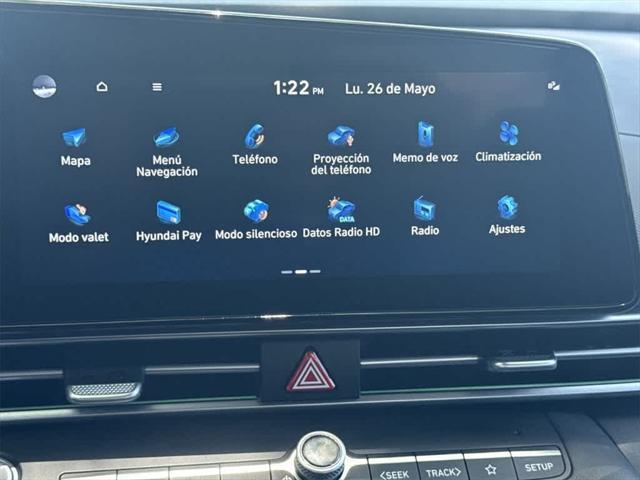 1:22 PM Lu. 26 de Mayo
Mapa
Menú
Navegación
Teléfono
Proyección
del teléfono
Memo de voz
Climatización
Modo valet
Hyundai Pay
Modo silencioso
DATA
Datos Radio HD
Radio
Ajustes
<SEEK
TRACK>
SETUP